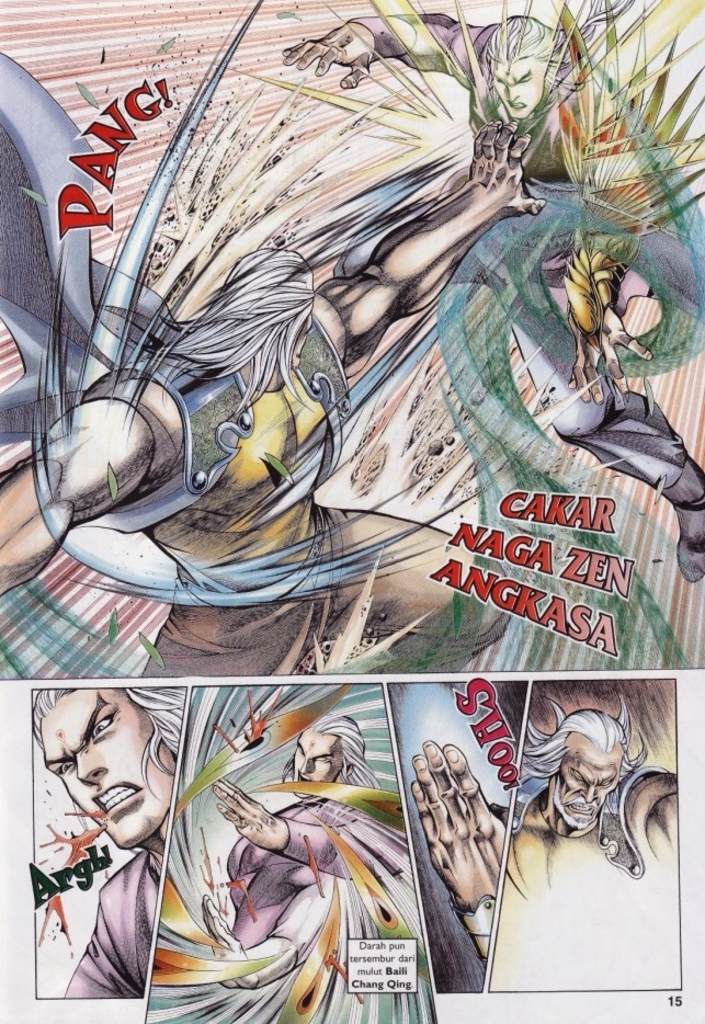 PANG!
CAKAR
NAGA ZEN
ANGKASA
Argh!
Darah pun
tersembur dari
mulut Baili
Chang Qing.
SHOO!
15